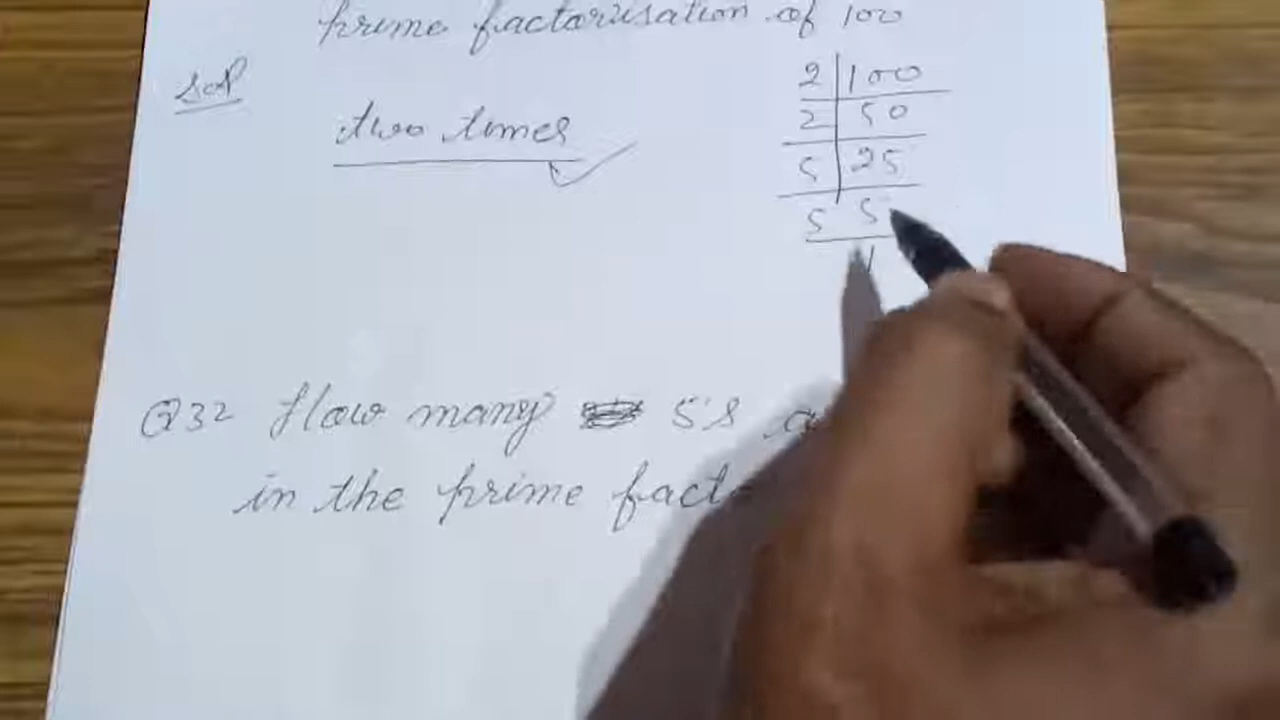 prime factorisation of 100
Sol
two times
2 | 100
2 | 50
5 | 25
5 5
1
Q32 How many 5's
in the prime fact